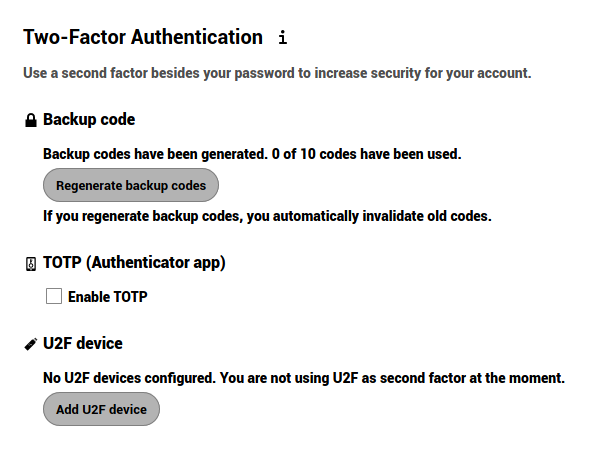 Two-Factor Authentication i
Use a second factor besides your password to increase security for your account.
Backup code
Backup codes have been generated. 0 of 10 codes have been used.
Regenerate backup codes
If you regenerate backup codes, you automatically invalidate old codes.
TOTP (Authenticator app)
Enable TOTP
U2F device
No U2F devices configured. You are not using U2F as second factor at the moment.
Add U2F device